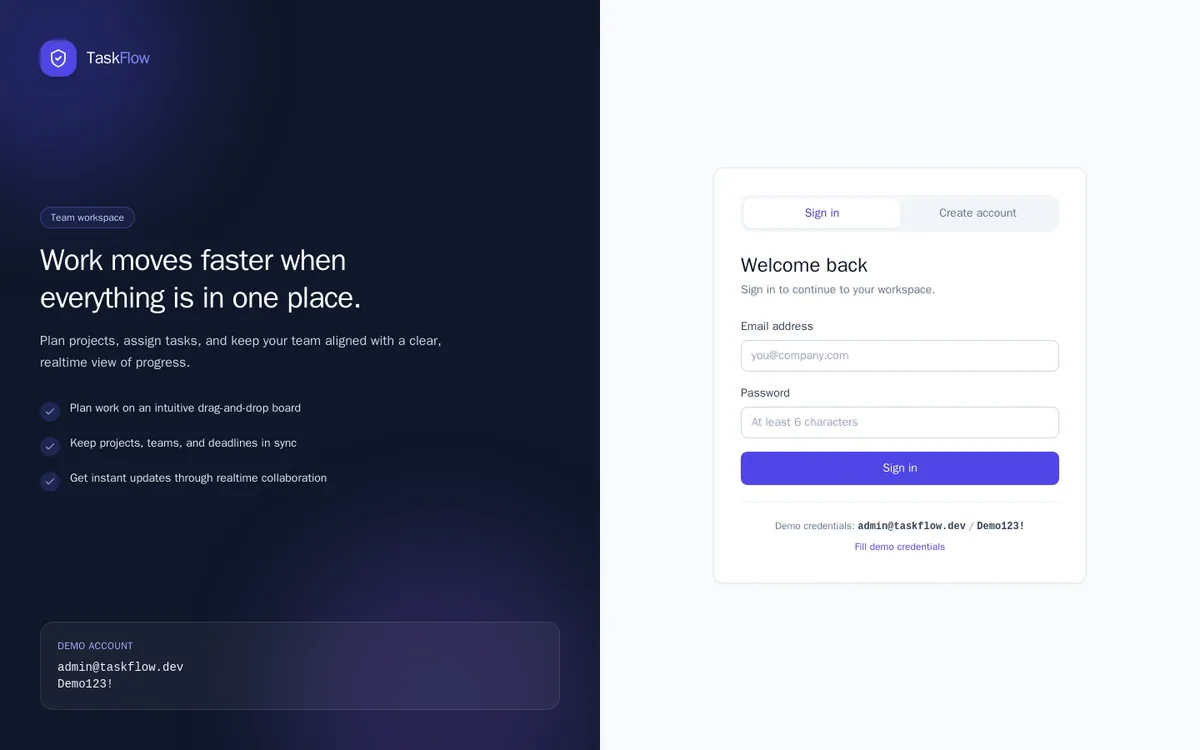 TaskFlow
Team workspace
Work moves faster when
everything is in one place.
Plan projects, assign tasks, and keep your team aligned with a clear,
realtime view of progress.
Plan work on an intuitive drag-and-drop board
Keep projects, teams, and deadlines in sync
Get instant updates through realtime collaboration
DEMO ACCOUNT
admin@taskflow.dev
Demo123!
Sign in
Create account
Welcome back
Sign in to continue to your workspace.
Email address
you@company.com
Password
At least 6 characters
Sign in
Demo credentials: admin@taskflow.dev / Demo123!
Fill demo credentials